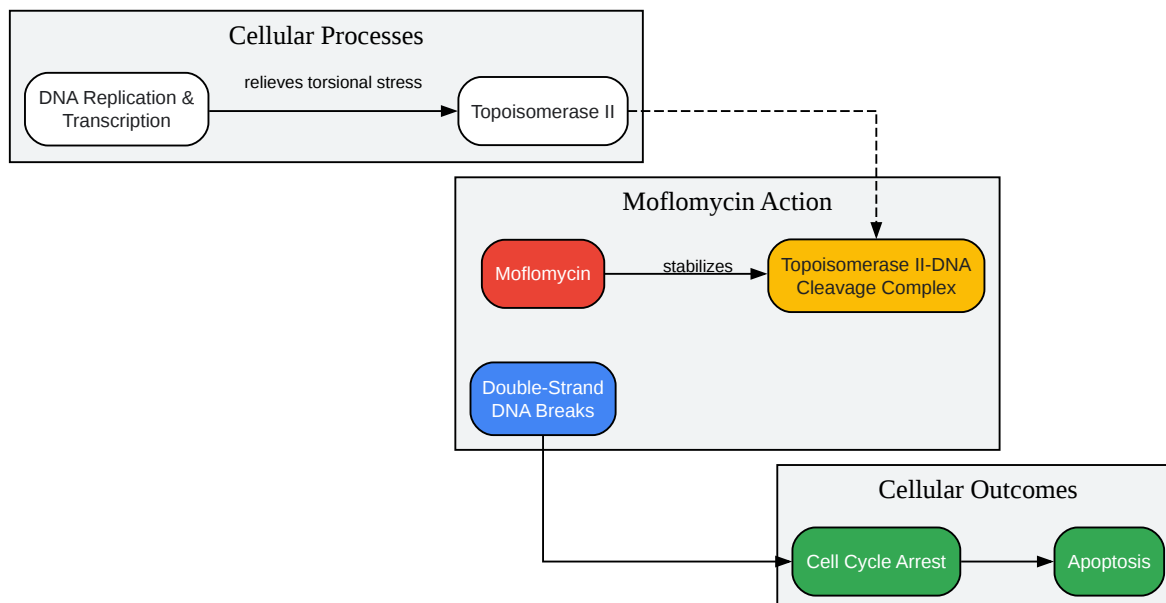 Cellular Processes
DNA Replication &
Transcription
relieves torsional stress
Topoisomerase II
Moflomycin Action
Moflomycin
stabilizes
Topoisomerase II-DNA
Cleavage Complex
Double-Strand
DNA Breaks
Cellular Outcomes
Cell Cycle Arrest
Apoptosis